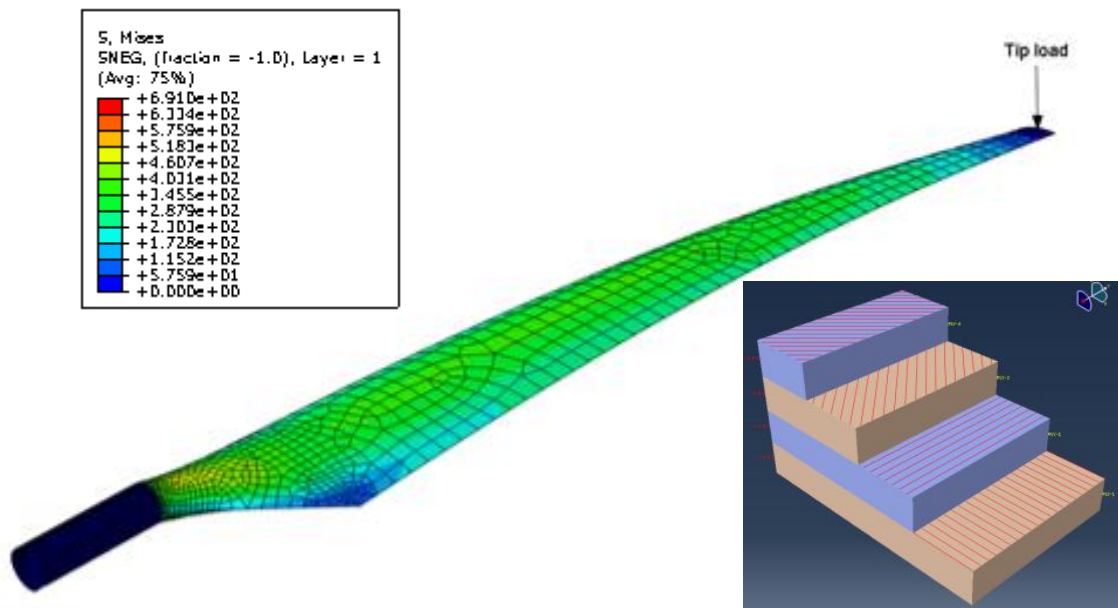 S, Mises
SNEG, (fraction = -1.0), Layer = 1
(Avg: 75%)
+6.910e+02
+6.334e+02
+5.759e+02
+5.183e+02
+4.607e+02
+4.031e+02
+3.455e+02
+2.879e+02
+2.303e+02
+1.728e+02
+1.152e+02
+5.759e+01
+0.000e+00
Tip load